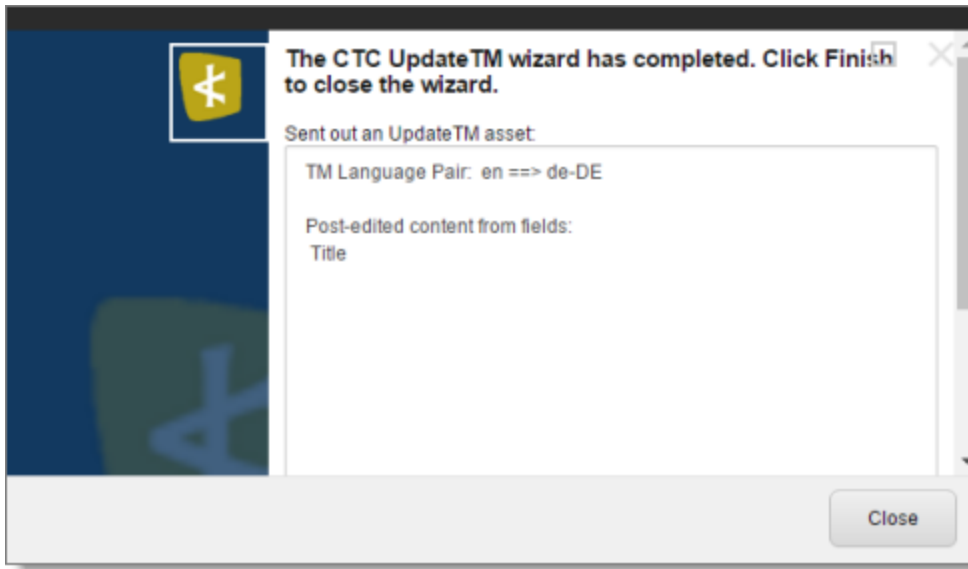 The CTC UpdateTM wizard has completed. Click Finish
to close the wizard.
Sent out an UpdateTM asset:
TM Language Pair:  en ==> de-DE
Post-edited content from fields:
Title
Close